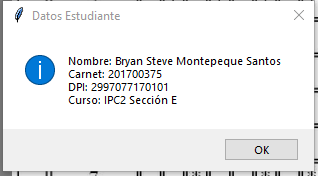 Datos Estudiante
Nombre: Bryan Steve Montepeque Santos
Carnet: 201700375
DPI: 2997077170101
Curso: IPC2 Sección E
OK